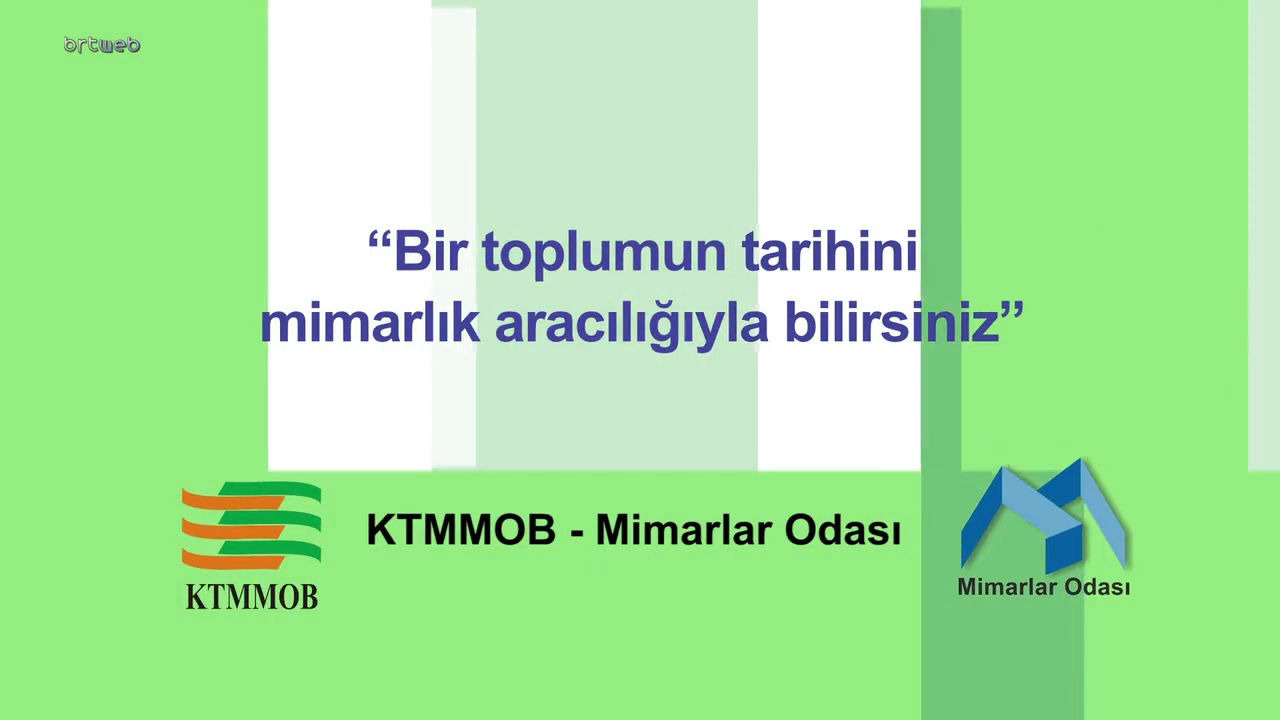 brtweb
“Bir toplumun tarihini
mimarlık aracılığıyla bilirsiniz”
KTMMOB - Mimarlar Odası
KTMMOB
Mimarlar Odası